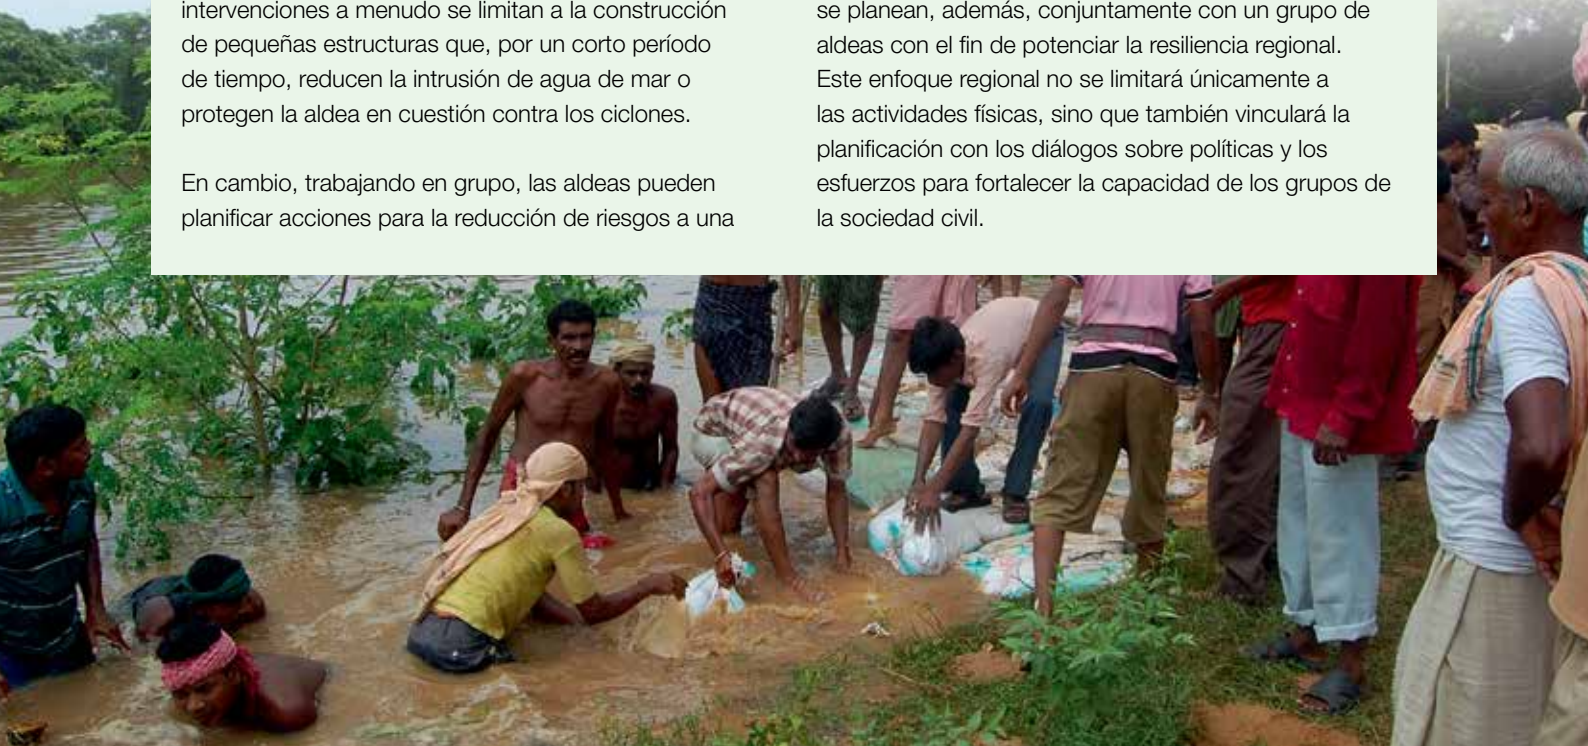 intervenciones a menudo se limitan a la construcción
de pequeñas estructuras que, por un corto período
de tiempo, reducen la intrusión de agua de mar o
protegen la aldea en cuestión contra los ciclones.
En cambio, trabajando en grupo, las aldeas pueden
planificar acciones para la reducción de riesgos a una
se planean, además, conjuntamente con un grupo de
aldeas con el fin de potenciar la resiliencia regional.
Este enfoque regional no se limitará únicamente a
las actividades físicas, sino que también vinculará la
planificación con los diálogos sobre políticas y los
esfuerzos para fortalecer la capacidad de los grupos de
la sociedad civil.